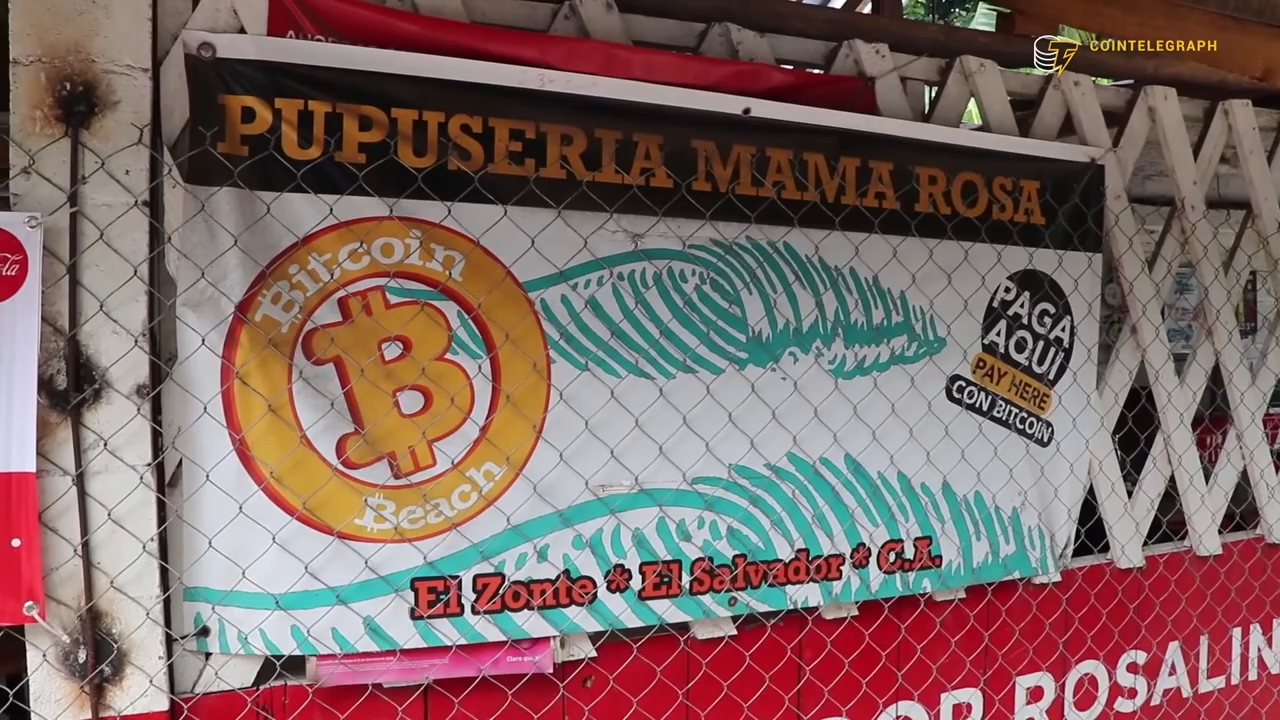 COINTELEGRAPH
PUPUSERIA MAMA ROSA
Bitcoin
Beach
PAGA
AQUI
PAY HERE
CON BITCOIN
El Zonte * El Salvador * C.A.
ROSALIN